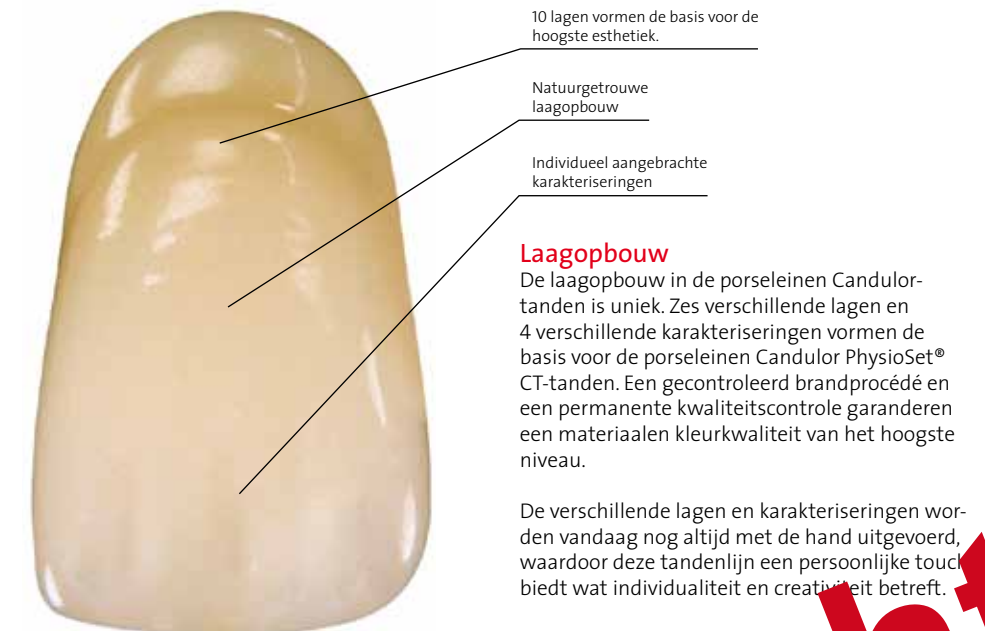 10 lagen vormen de basis voor de
hoogste esthetiek.
Natuurgetrouwe
laagopbouw
Individueel aangebrachte
karakteriseringen
Laagopbouw
De laagopbouw in de porseleinen Candulor-
tanden is uniek. Zes verschillende lagen en
4 verschillende karakteriseringen vormen de
basis voor de porseleinen Candulor PhysioSet®
CT-tanden. Een gecontroleerd brandprocédé en
een permanente kwaliteitscontrole garanderen
een materiaalen kleurkwaliteit van het hoogste
niveau.
De verschillende lagen en karakteriseringen wor-
den vandaag nog altijd met de hand uitgevoerd,
waardoor deze tandenlijn een persoonlijke touch
biedt wat individualiteit en creativiteit betreft.